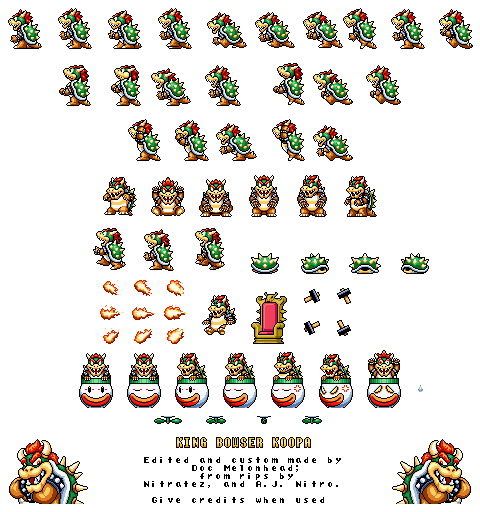 KING BOWSER KOOPA
Edited and custom made by
Doc Melonhead;
from rips by
Nitratez, and A.J. Nitro.
Give credits when used